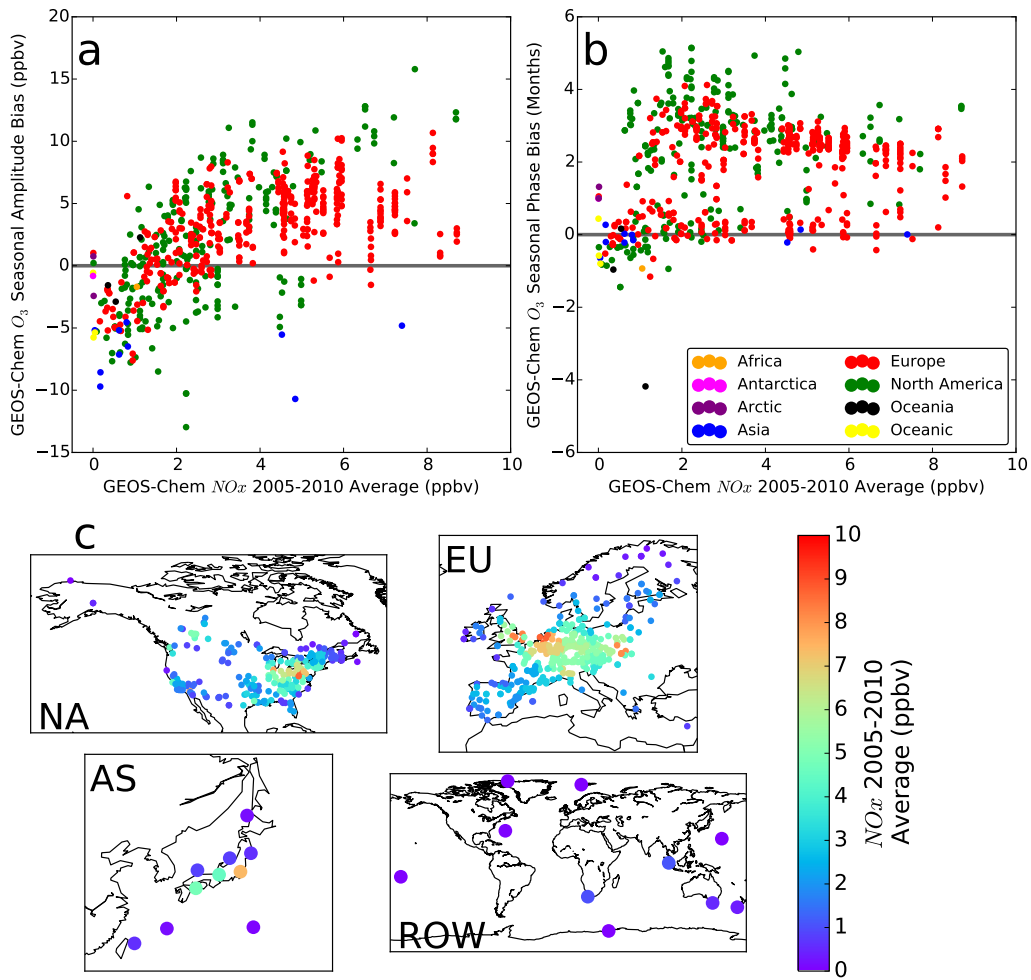 a
GEOS-Chem O3 Seasonal Amplitude Bias (ppbv)
20
15
10
5
0
−5
−10
−15
0 2 4 6 8 10
GEOS-Chem NOx 2005-2010 Average (ppbv)
b
GEOS-Chem O3 Seasonal Phase Bias (Months)
6
4
2
0
−2
−4
−6
Africa
Antarctica
Arctic
Asia
Europe
North America
Oceania
Oceanic
0 2 4 6 8 10
GEOS-Chem NOx 2005-2010 Average (ppbv)
c
NA
EU
AS
ROW
10
9
8
7
6
5
4
3
2
1
0
NOx 2005-2010
Average (ppbv)